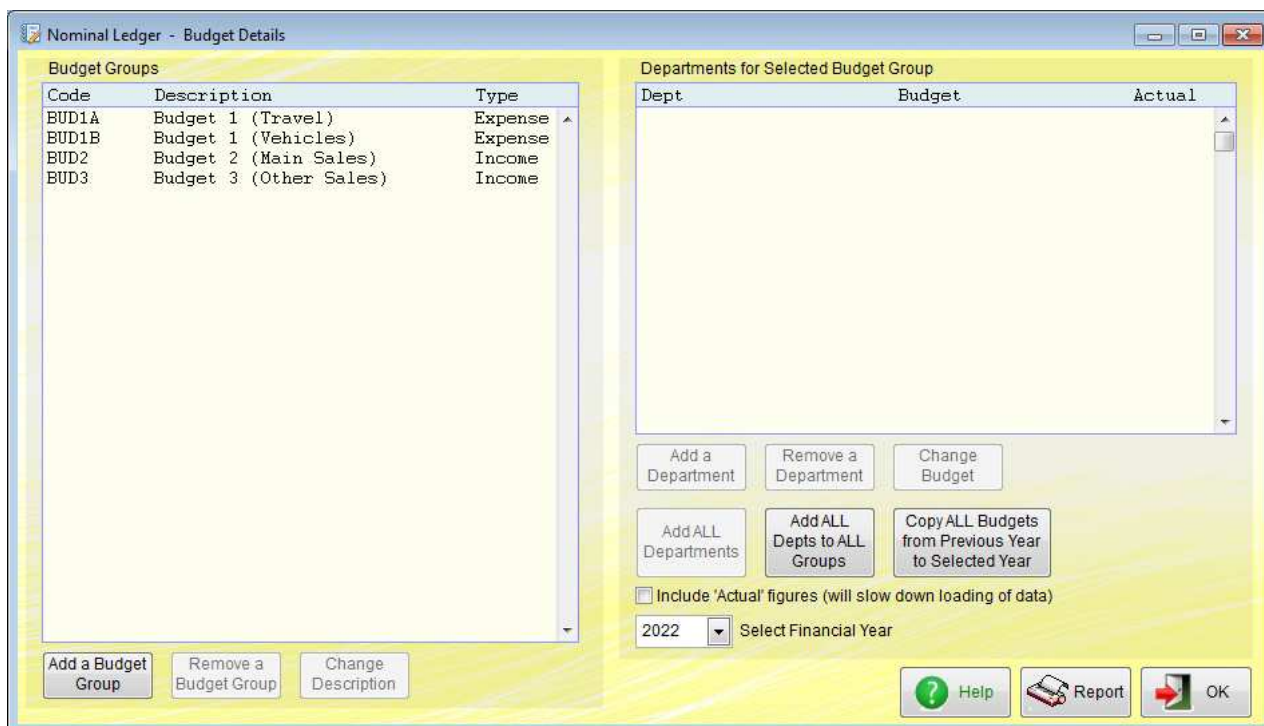 Nominal Ledger - Budget Details
Budget Groups
Code Description Type
BUD1A Budget 1 (Travel) Expense
BUD1B Budget 1 (Vehicles) Expense
BUD2 Budget 2 (Main Sales) Income
BUD3 Budget 3 (Other Sales) Income
Add a Budget
Group
Remove a
Budget Group
Change
Description
Departments for Selected Budget Group
Dept Budget Actual
Add a
Department
Remove a
Department
Change
Budget
Add ALL
Departments
Add ALL
Depts to ALL
Groups
Copy ALL Budgets
from Previous Year
to Selected Year
Include 'Actual' figures (will slow down loading of data)
2022 Select Financial Year
Help
Report
OK